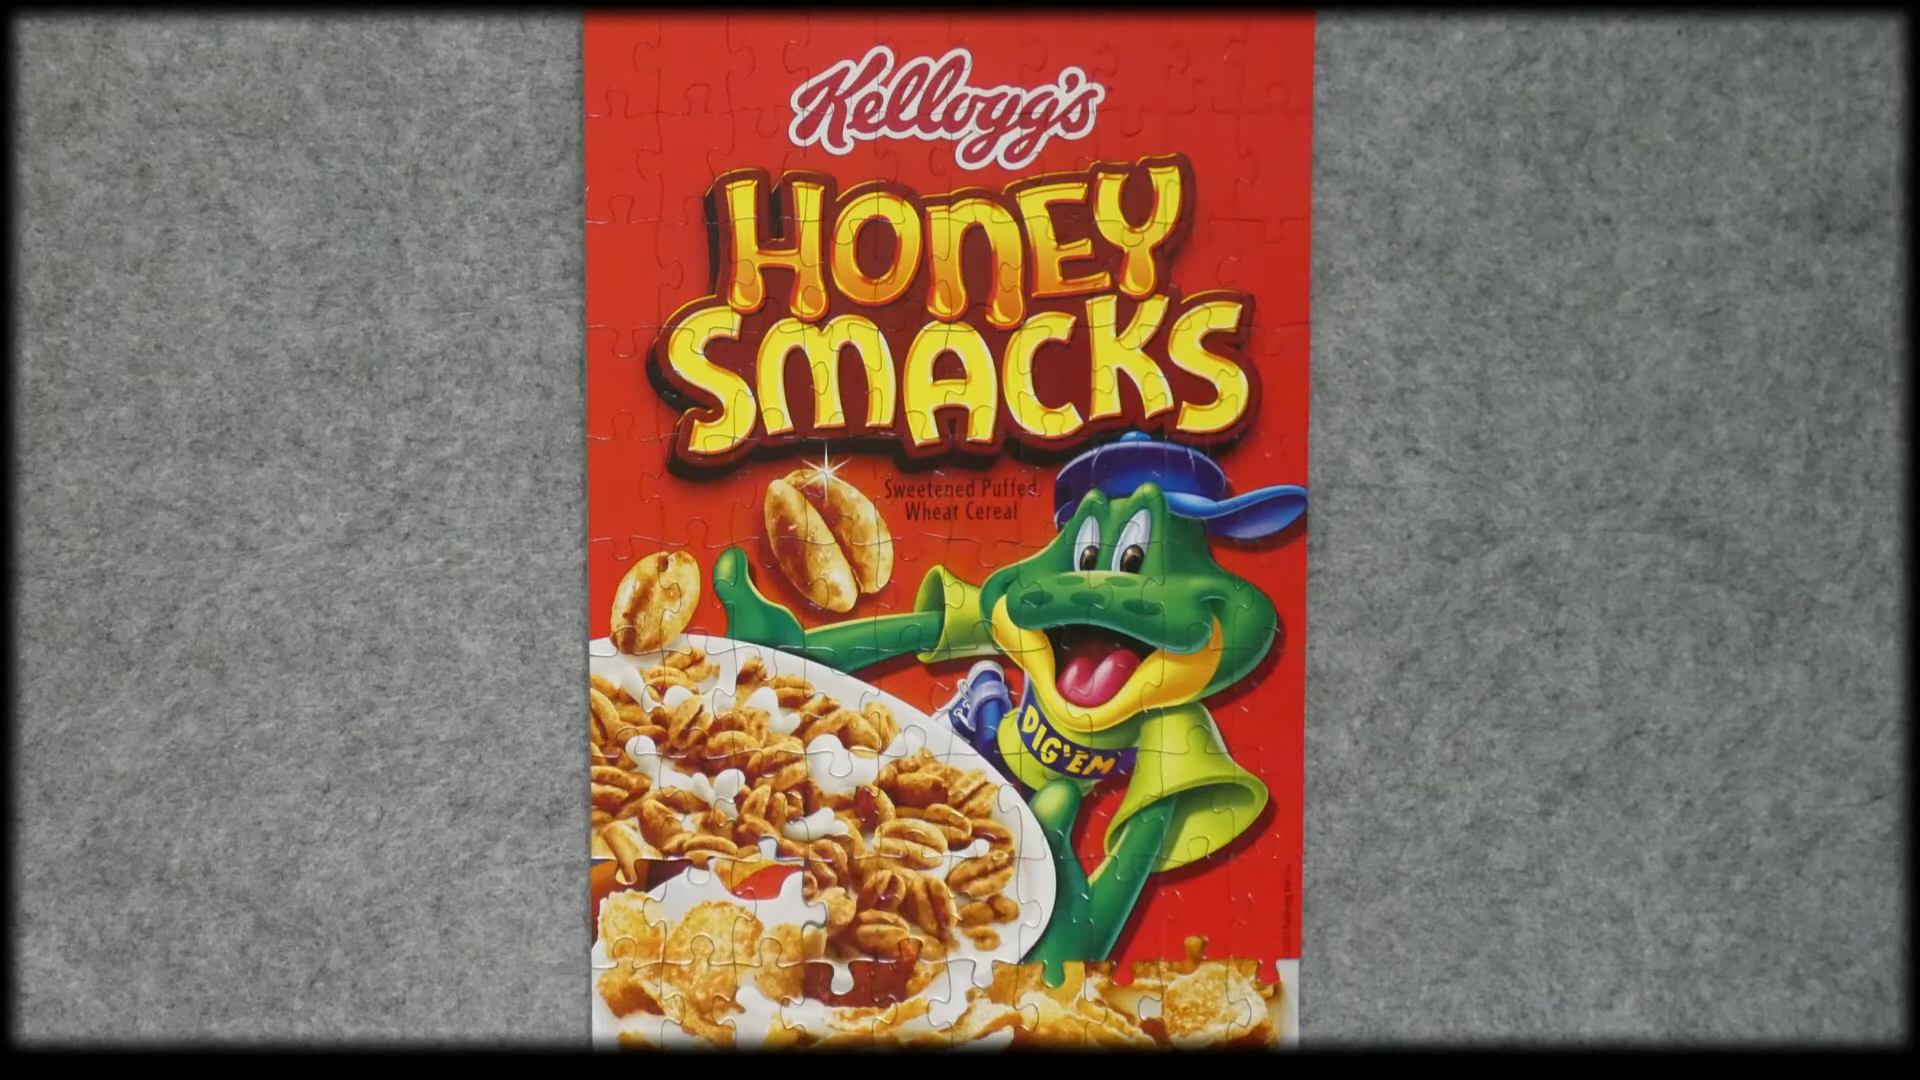 Kellogg's
HONEY
SMACKS
Sweetened Puffed
Wheat Cereal
DIG'EM